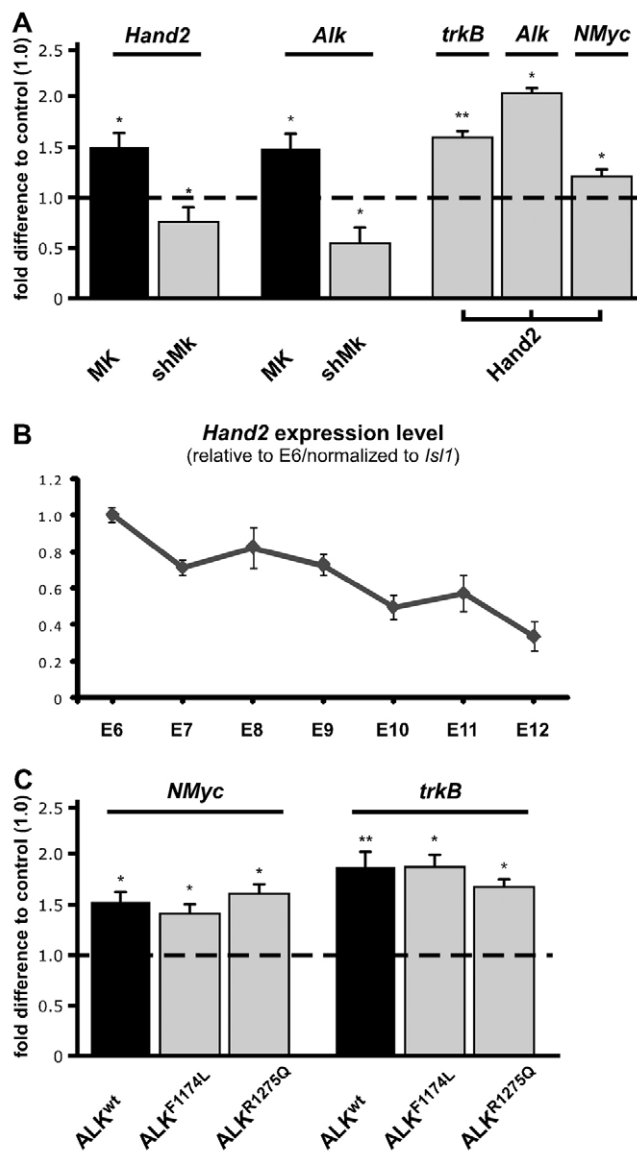 A
Hand2 Alk trkB Alk NMyc
fold difference to control (1.0)
2.5
2.0
1.5
1.0
0.5
0
* * * * ** * *
MK shMk MK shMk Hand2
B
Hand2 expression level
(relative to E6/normalized to Isl1)
1.2
1.0
0.8
0.6
0.4
0.2
0
E6 E7 E8 E9 E10 E11 E12
C
NMyc trkB
fold difference to control (1.0)
2.5
2.0
1.5
1.0
0.5
0
* * * ** * *
ALKwt ALKF1174L ALKR1275Q ALKwt ALKF1174L ALKR1275Q